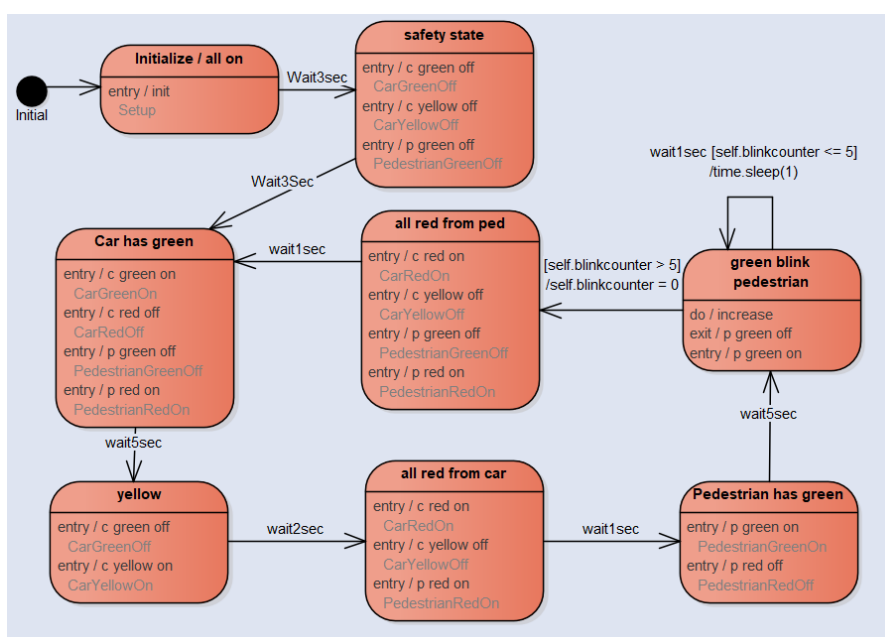 Initial
Initialize / all on
entry / init
Setup
Wait3sec
safety state
entry / c green off
CarGreenOff
entry / c yellow off
CarYellowOff
entry / p green off
PedestrianGreenOff
Wait3Sec
wait1sec [self.blinkcounter <= 5]
/time.sleep(1)
Car has green
entry / c green on
CarGreenOn
entry / c red off
CarRedOff
entry / p green off
PedestrianGreenOff
entry / p red on
PedestrianRedOn
wait1sec
all red from ped
entry / c red on
CarRedOn
entry / c yellow off
CarYellowOff
entry / p green off
PedestrianGreenOff
entry / p red on
PedestrianRedOn
[self.blinkcounter > 5]
/self.blinkcounter = 0
green blink
pedestrian
do / increase
exit / p green off
entry / p green on
wait5sec
wait5sec
yellow
entry / c green off
CarGreenOff
entry / c yellow on
CarYellowOn
wait2sec
all red from car
entry / c red on
CarRedOn
entry / c yellow off
CarYellowOff
entry / p red on
PedestrianRedOn
wait1sec
Pedestrian has green
entry / p green on
PedestrianGreenOn
entry / p red off
PedestrianRedOff